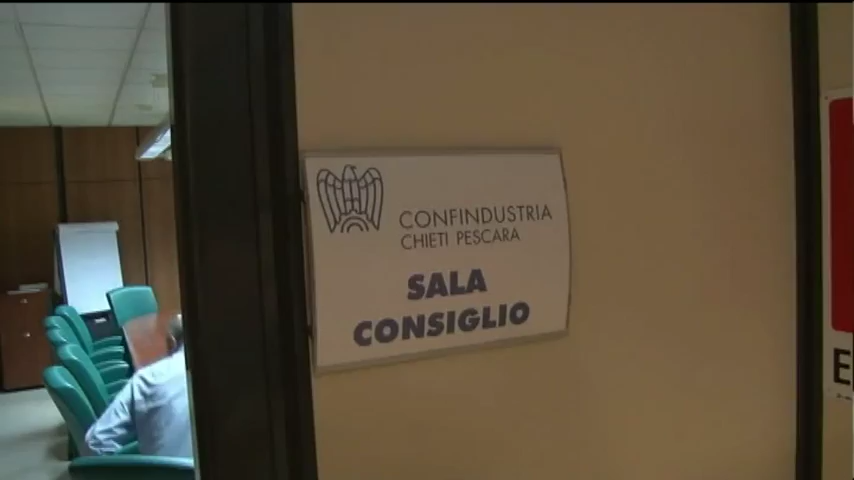 CONFINDUSTRIA
CHIETI PESCARA
SALA
CONSIGLIO
E